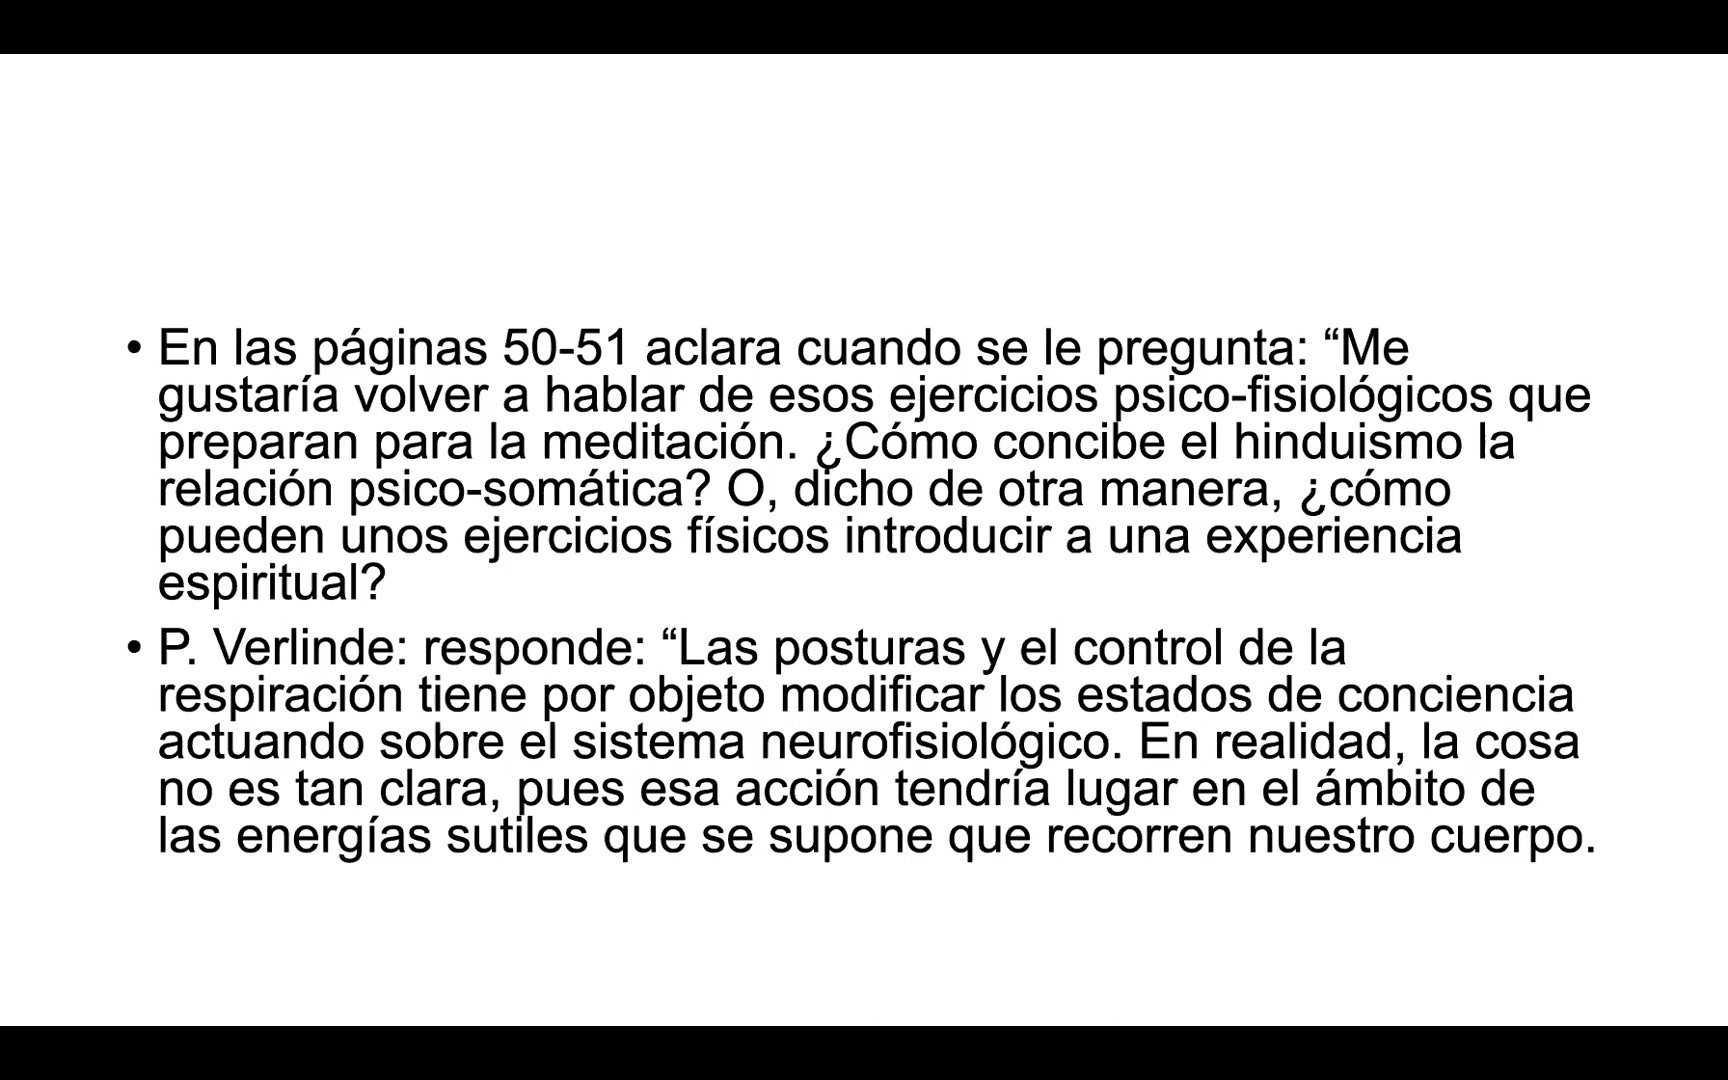 • En las páginas 50-51 aclara cuando se le pregunta: “Me
gustaría volver a hablar de esos ejercicios psico-fisiológicos que
preparan para la meditación. ¿Cómo concibe el hinduismo la
relación psico-somática? O, dicho de otra manera, ¿cómo
pueden unos ejercicios físicos introducir a una experiencia
espiritual?
• P. Verlinde: responde: “Las posturas y el control de la
respiración tiene por objeto modificar los estados de conciencia
actuando sobre el sistema neurofisiológico. En realidad, la cosa
no es tan clara, pues esa acción tendría lugar en el ámbito de
las energías sutiles que se supone que recorren nuestro cuerpo.